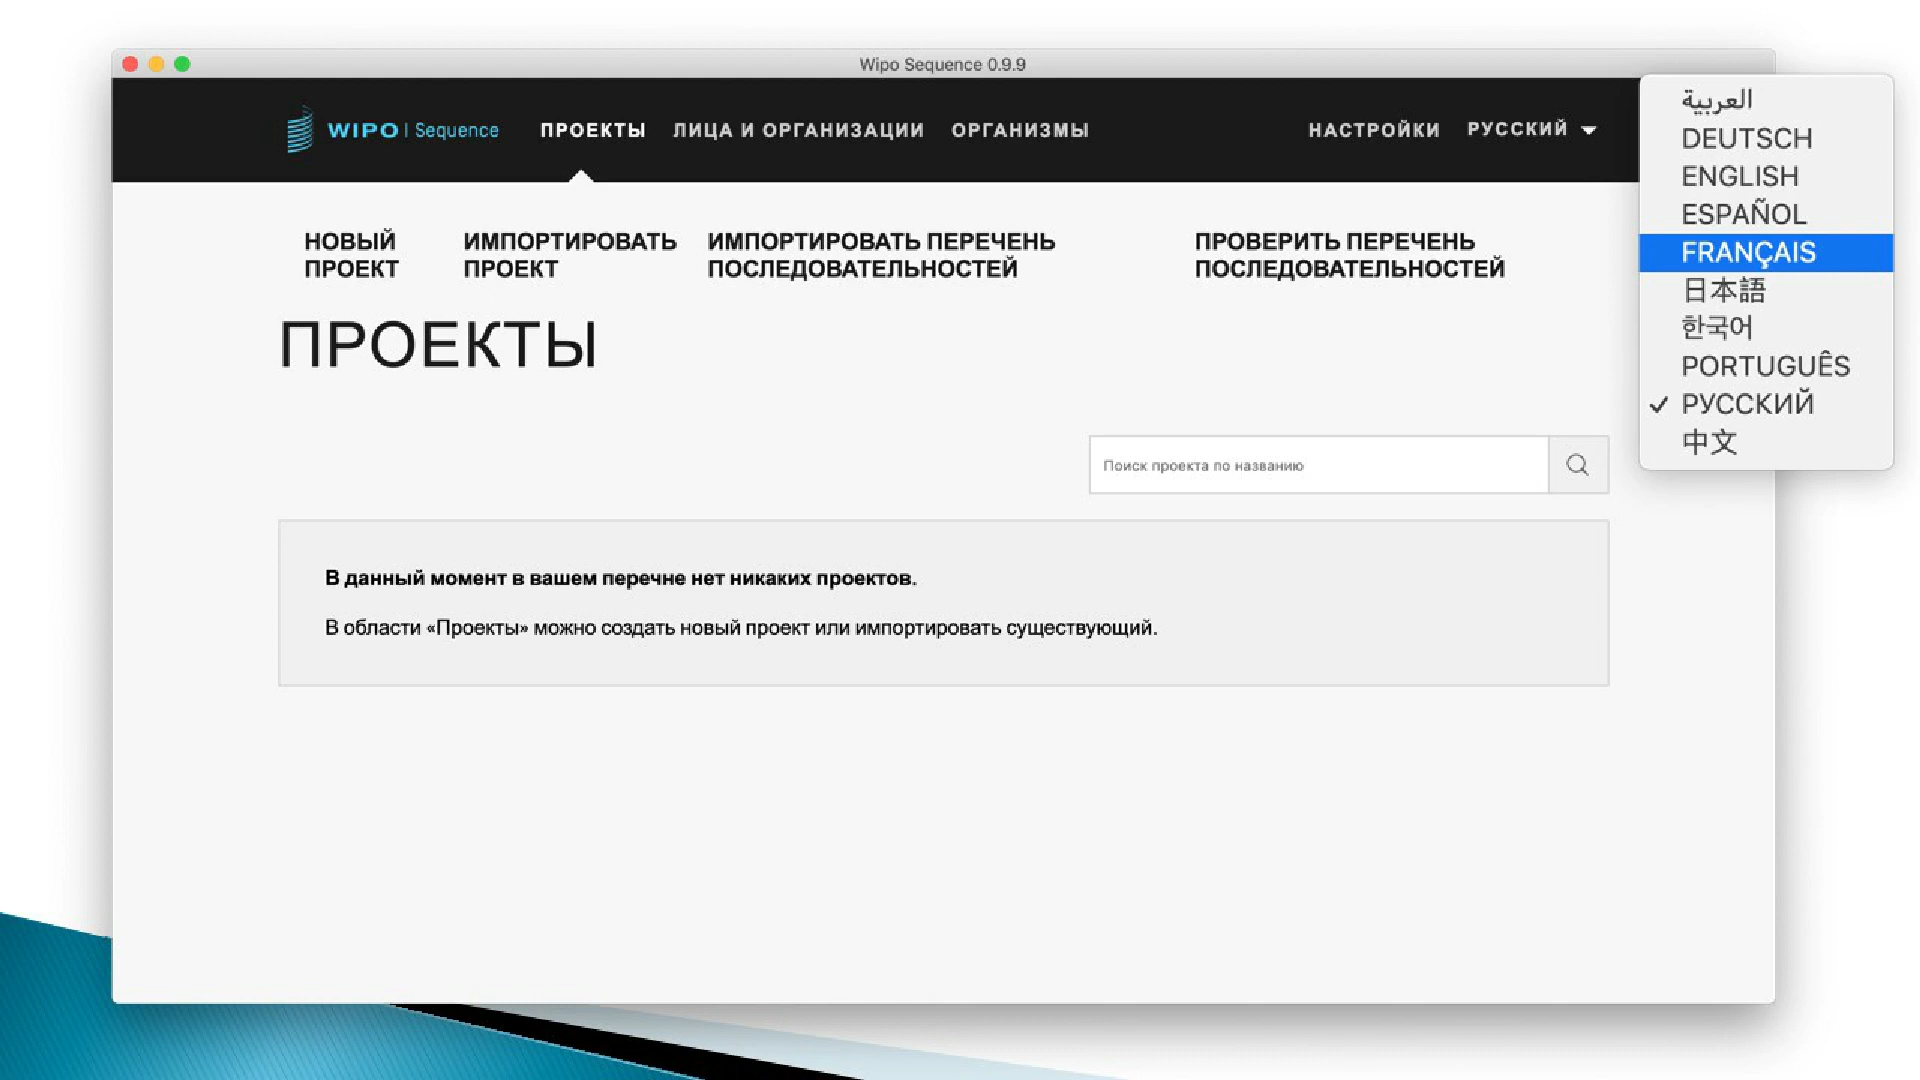 Wipo Sequence 0.9.9
WIPO | Sequence
ПРОЕКТЫ
ЛИЦА И ОРГАНИЗАЦИИ
ОРГАНИЗМЫ
НАСТРОЙКИ
РУССКИЙ
العربية
DEUTSCH
ENGLISH
ESPAÑOL
FRANÇAIS
日本語
한국어
PORTUGUÊS
РУССКИЙ
中文
НОВЫЙ
ПРОЕКТ
ИМПОРТИРОВАТЬ
ПРОЕКТ
ИМПОРТИРОВАТЬ ПЕРЕЧЕНЬ
ПОСЛЕДОВАТЕЛЬНОСТЕЙ
ПРОВЕРИТЬ ПЕРЕЧЕНЬ
ПОСЛЕДОВАТЕЛЬНОСТЕЙ
ПРОЕКТЫ
Поиск проекта по названию
В данный момент в вашем перечне нет никаких проектов.
В области «Проекты» можно создать новый проект или импортировать существующий.